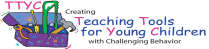 TTYC
Creating
Teaching Tools
for Young Children
with Challenging Behavior